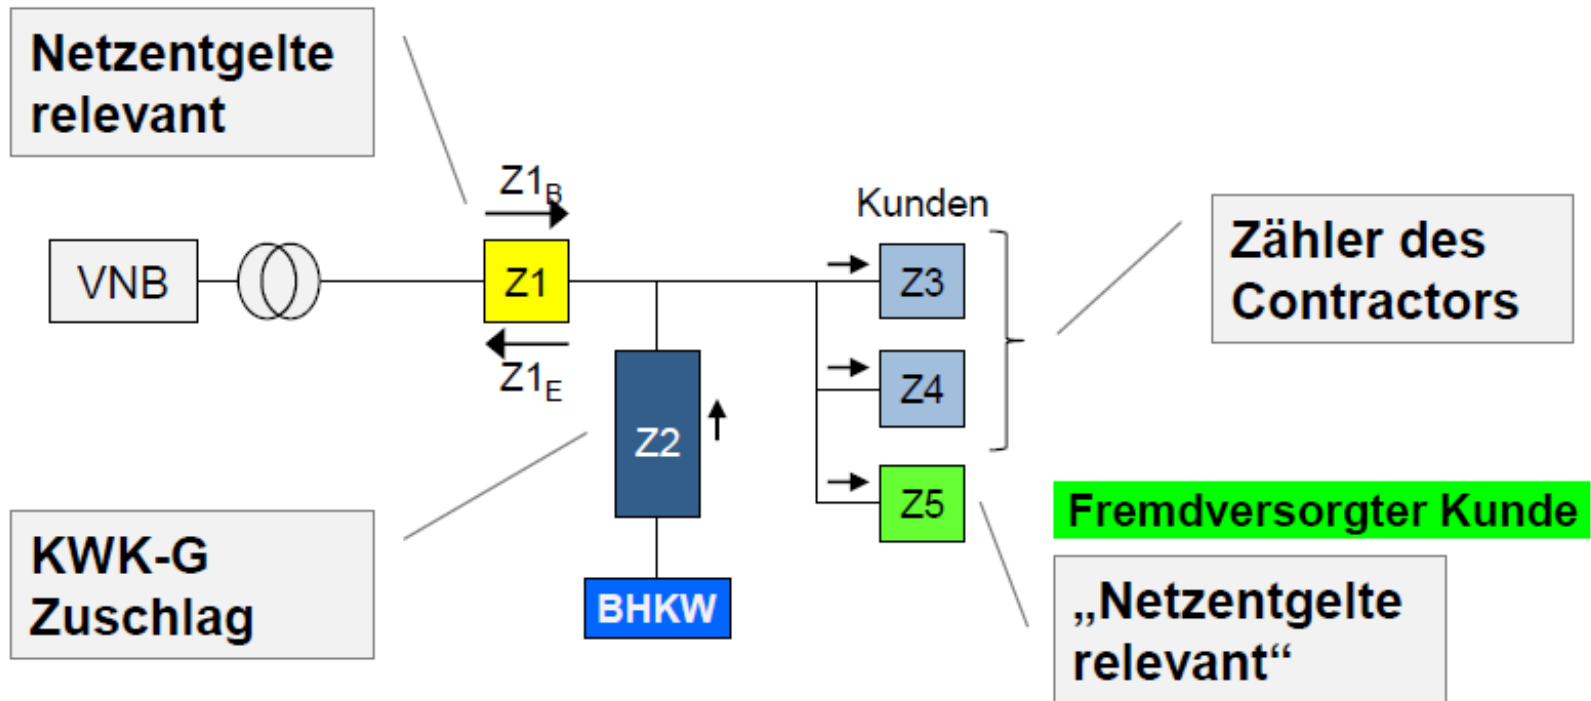 Netzentgelte
relevant
Z1B
Kunden
VNB
Z1
Z3
Zähler des
Contractors
Z1E
Z4
Z2
Z5
Fremdversorgter Kunde
KWK-G
Zuschlag
BHKW
„Netzentgelte
relevant“